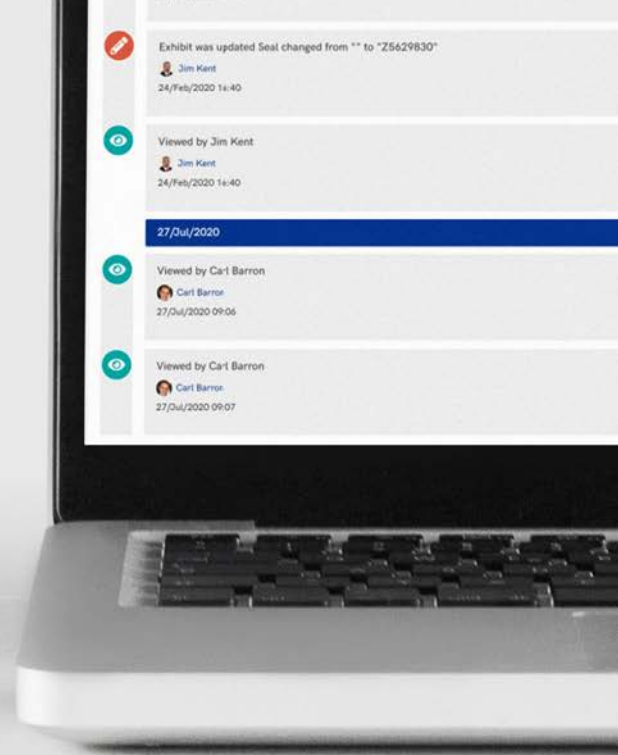 Exhibit was updated Seal changed from "" to "Z5629830"
Jim Kent
24/Feb/2020 16:40
Viewed by Jim Kent
Jim Kent
24/Feb/2020 16:40
27/Jul/2020
Viewed by Carl Barron
Carl Barron
27/Jul/2020 09:06
Viewed by Carl Barron
Carl Barron
27/Jul/2020 09:07